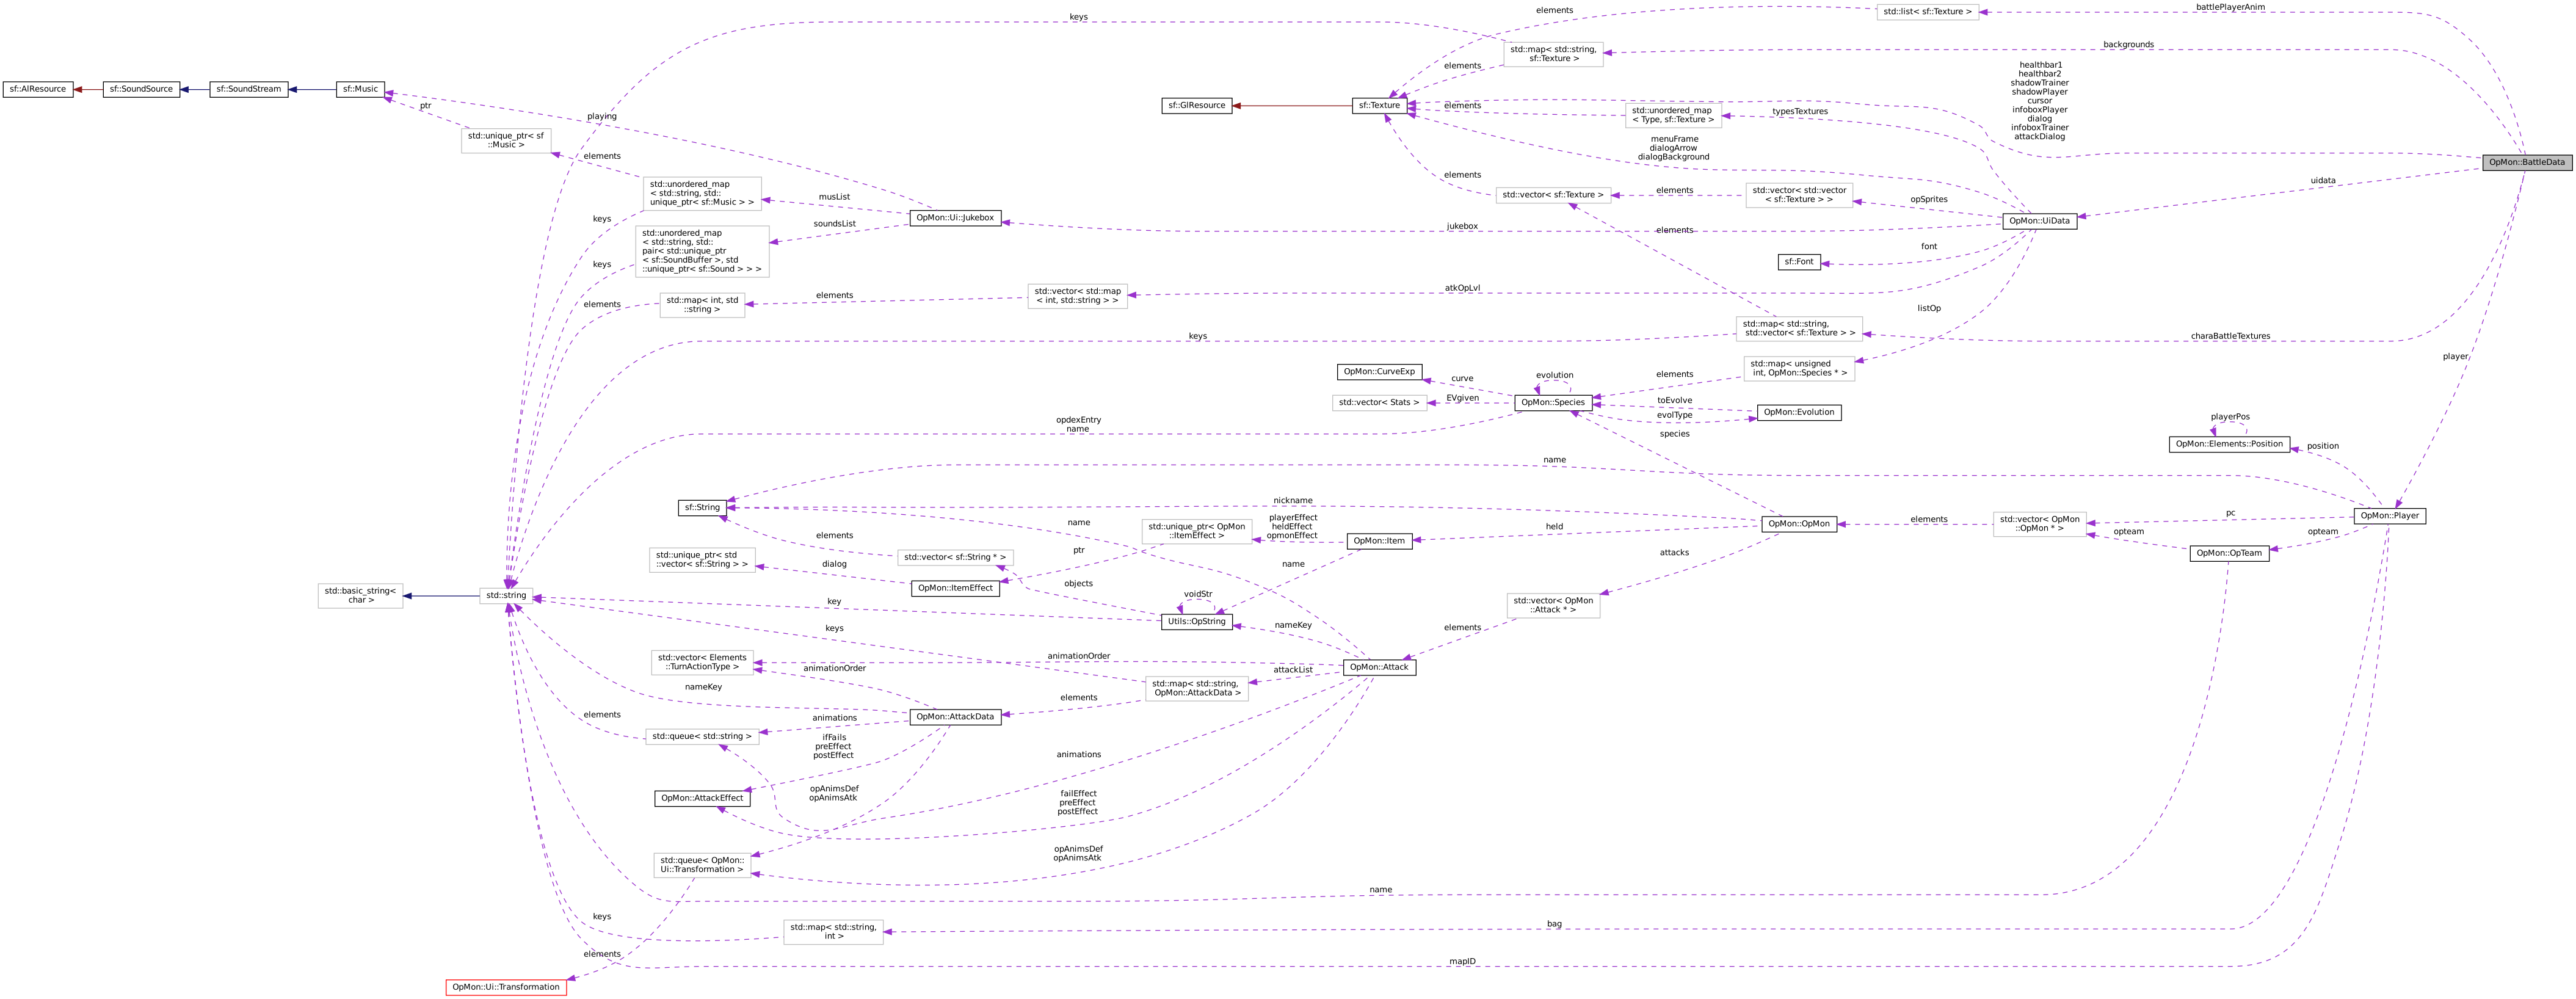 keys
elements
std::list< sf::Texture >
battlePlayerAnim
std::map< std::string,
sf::Texture >
backgrounds
elements
healthbar1
healthbar2
shadowTrainer
shadowPlayer
cursor
infoboxPlayer
dialog
infoboxTrainer
attackDialog
sf::AlResource
sf::SoundSource
sf::SoundStream
sf::Music
ptr
playing
sf::GlResource
sf::Texture
elements
std::unordered_map
< Type, sf::Texture >
typesTextures
std::unique_ptr< sf
::Music >
elements
menuFrame
dialogArrow
dialogBackground
OpMon::BattleData
uidata
std::unordered_map
< std::string, std::
unique_ptr< sf::Music > >
musList
elements
std::vector< sf::Texture >
elements
std::vector< std::vector
< sf::Texture > >
opSprites
keys
soundsList
OpMon::Ui::Jukebox
jukebox
elements
OpMon::UiData
std::unordered_map
< std::string, std::
pair< std::unique_ptr
< sf::SoundBuffer >, std
::unique_ptr< sf::Sound > > >
keys
font
sf::Font
elements
std::map< int, std
::string >
elements
std::vector< std::map
< int, std::string > >
atkOpLvl
listOp
keys
std::map< std::string,
std::vector< sf::Texture > >
charaBattleTextures
player
OpMon::CurveExp
curve
evolution
elements
std::map< unsigned
int, OpMon::Species * >
std::vector< Stats >
EVgiven
OpMon::Species
toEvolve
evolType
OpMon::Evolution
opdexEntry
name
species
playerPos
OpMon::Elements::Position
position
name
sf::String
nickname
name
elements
std::unique_ptr< OpMon
::ItemEffect >
playerEffect
heldEffect
opmonEffect
OpMon::Item
held
OpMon::OpMon
elements
std::vector< OpMon
::OpMon * >
pc
opteam
OpMon::Player
opteam
OpMon::OpTeam
std::unique_ptr< std
::vector< sf::String > >
dialog
std::vector< sf::String * >
ptr
name
attacks
OpMon::ItemEffect
objects
std::basic_string<
char >
std::string
key
voidStr
Utils::OpString
nameKey
std::vector< OpMon
::Attack * >
elements
keys
std::vector< Elements
::TurnActionType >
animationOrder
animationOrder
attackList
OpMon::Attack
nameKey
std::map< std::string,
OpMon::AttackData >
elements
OpMon::AttackData
elements
animations
std::queue< std::string >
ifFails
preEffect
postEffect
animations
OpMon::AttackEffect
opAnimsDef
opAnimsAtk
failEffect
preEffect
postEffect
std::queue< OpMon::
Ui::Transformation >
opAnimsDef
opAnimsAtk
name
keys
std::map< std::string,
int >
bag
elements
mapID
OpMon::Ui::Transformation